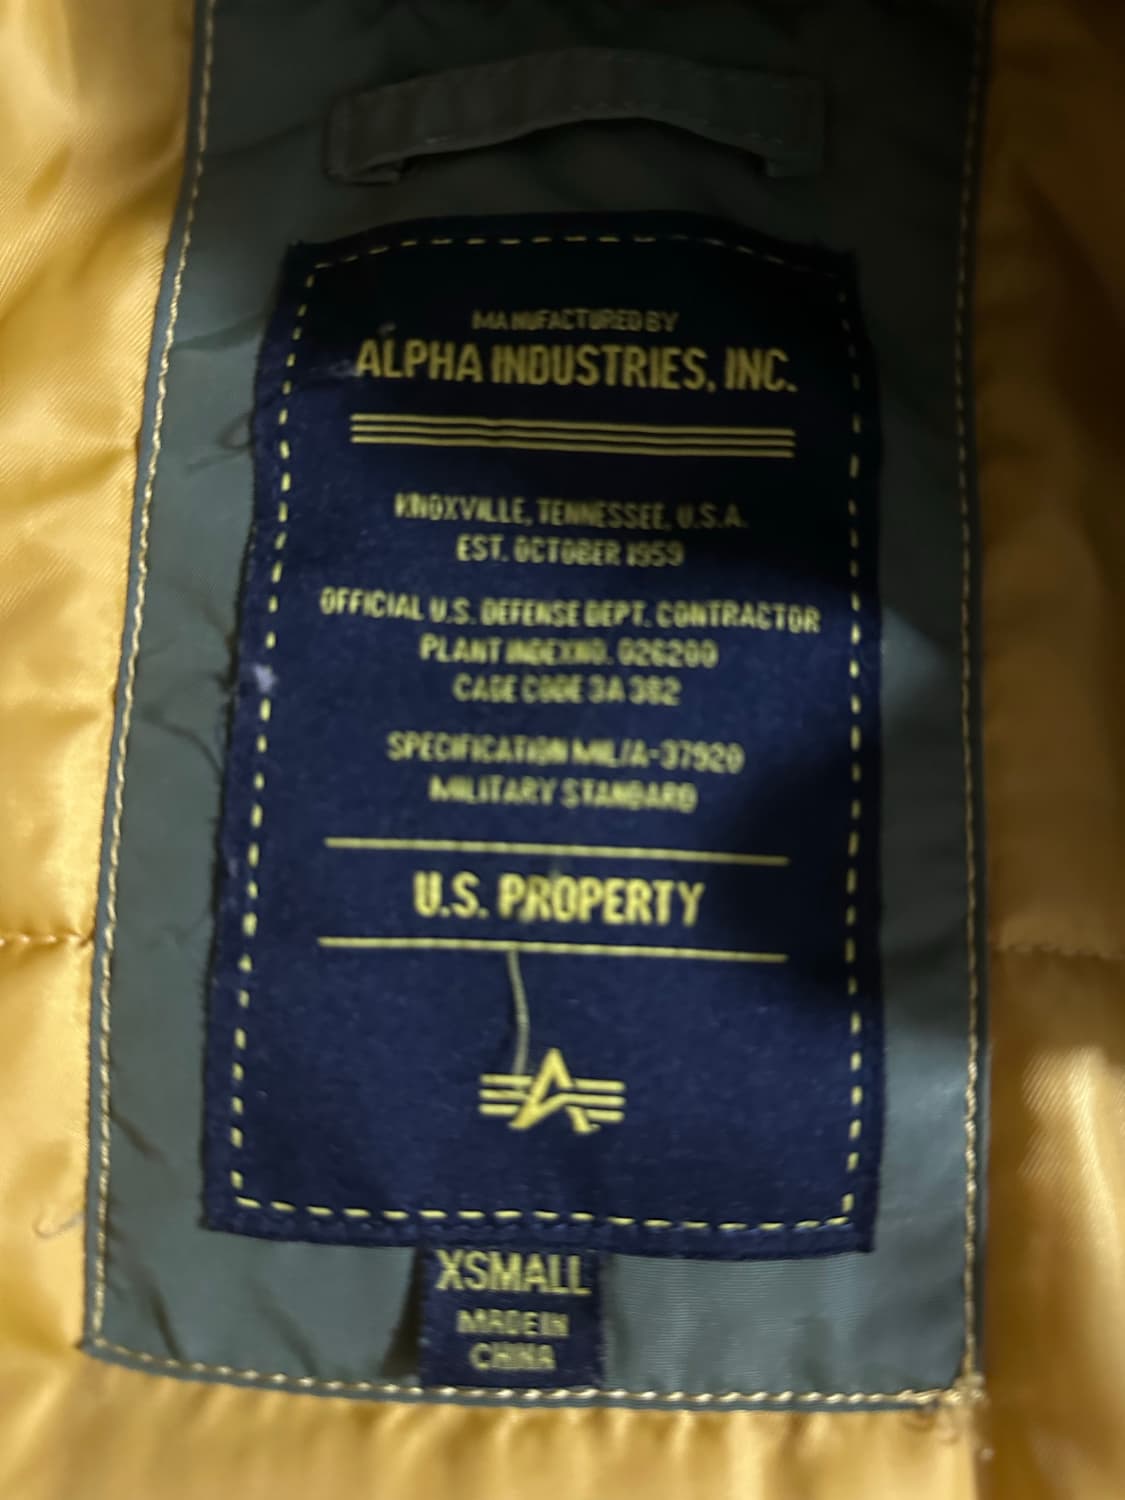 MANUFACTURED BY
ALPHA INDUSTRIES, INC.
KNOXVILLE, TENNESSEE, U.S.A.
EST. OCTOBER 1959
OFFICIAL U.S. DEFENSE DEPT. CONTRACTOR
PLANT INDEX NO. 026200
CAGE CODE 3A 382
SPECIFICATION MIL/A-37920
MILITARY STANDARD
U.S. PROPERTY
XSMALL
MADE IN
CHINA